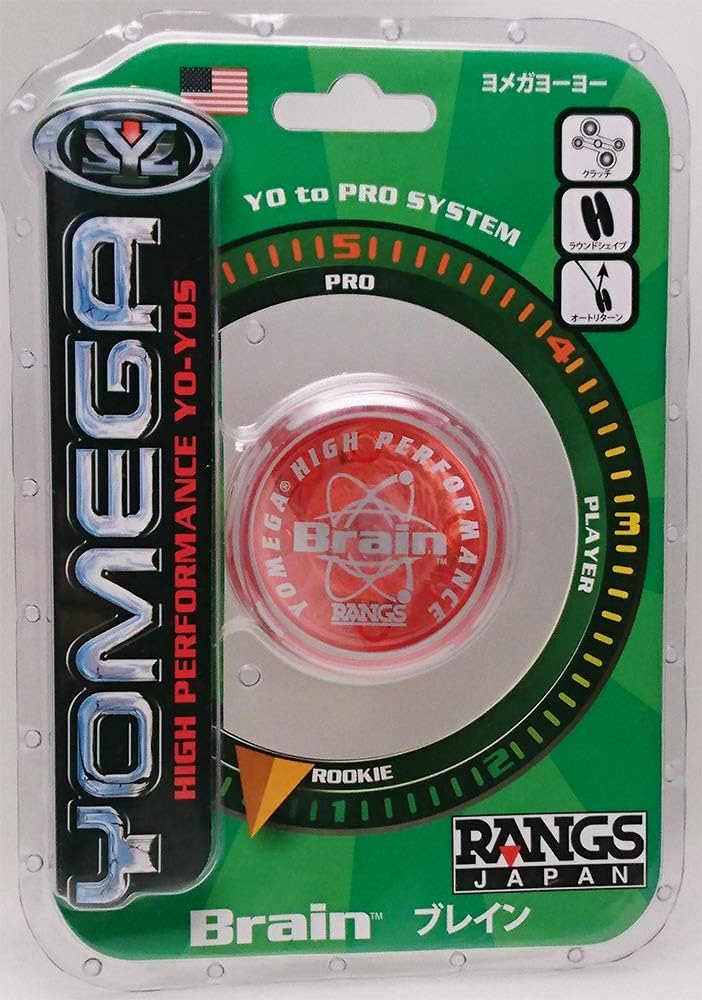 ヨメガヨーヨー
YOMEGA
HIGH PERFORMANCE YO-YOS
YO to PRO SYSTEM
クラッチ
ラウンドシェイプ
オートリターン
5
PRO
4
3
PLAYER
2
1
ROOKIE
YOMEGA® HIGH PERFORMANCE
Brain™
RANGS
RANGS
JAPAN
Brain™ ブレイン